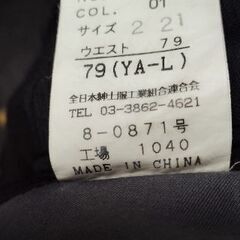 COL. 01
サイズ 2 21
ウエスト 79
79(YA-L)
全日本紳士服工業組合連合会
TEL 03-3862-4621
8-0871号
工場 1040
MADE IN CHINA